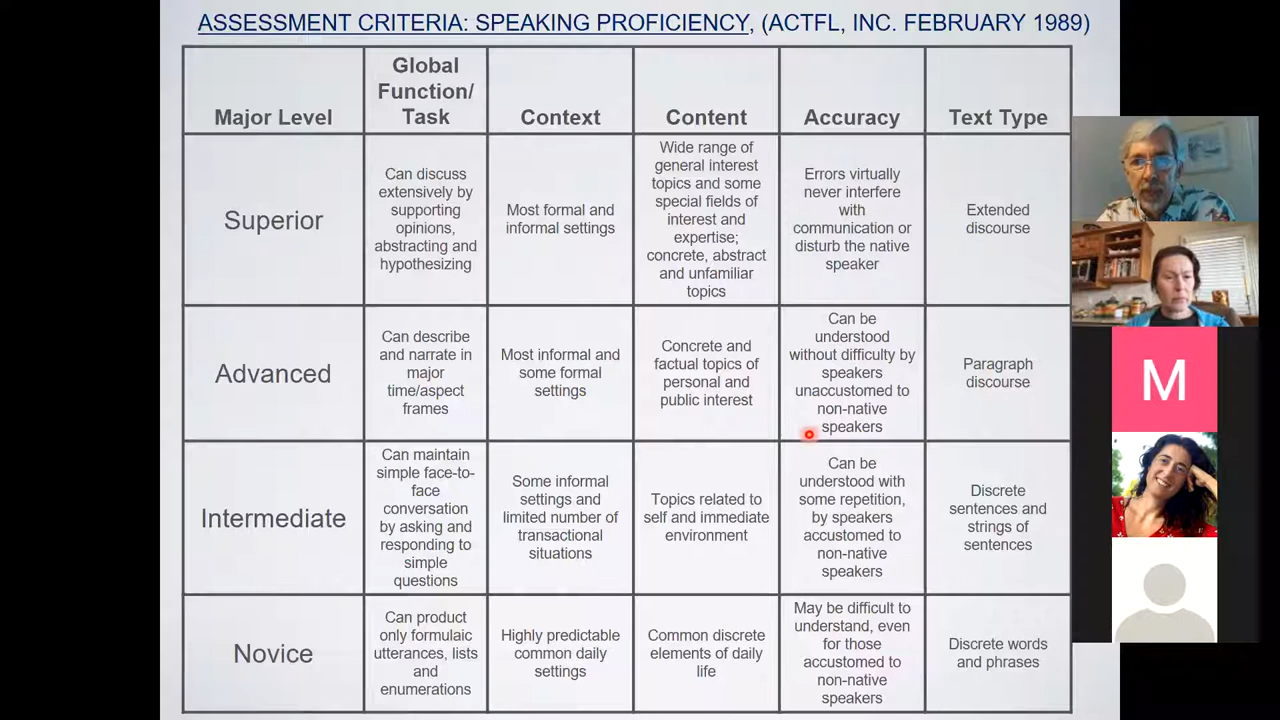 ASSESSMENT CRITERIA: SPEAKING PROFICIENCY, (ACTFL, INC. FEBRUARY 1989)
Major Level
Global
Function/
Task
Context
Content
Accuracy
Text Type
Superior
Can discuss
extensively by
supporting
opinions,
abstracting and
hypothesizing
Most formal and
informal settings
Wide range of
general interest
topics and some
special fields of
interest and
expertise;
concrete, abstract
and unfamiliar
topics
Errors virtually
never interfere
with
communication or
disturb the native
speaker
Extended
discourse
Advanced
Can describe
and narrate in
major
time/aspect
frames
Most informal and
some formal
settings
Concrete and
factual topics of
personal and
public interest
Can be
understood
without difficulty by
speakers
unaccustomed to
non-native
speakers
Paragraph
discourse
Intermediate
Can maintain
simple face-to-
face
conversation
by asking and
responding to
simple
questions
Some informal
settings and
limited number of
transactional
situations
Topics related to
self and immediate
environment
Can be
understood with
some repetition,
by speakers
accustomed to
non-native
speakers
Discrete
sentences and
strings of
sentences
Novice
Can product
only formulaic
utterances, lists
and
enumerations
Highly predictable
common daily
settings
Common discrete
elements of daily
life
May be difficult to
understand, even
for those
accustomed to
non-native
speakers
Discrete words
and phrases
M